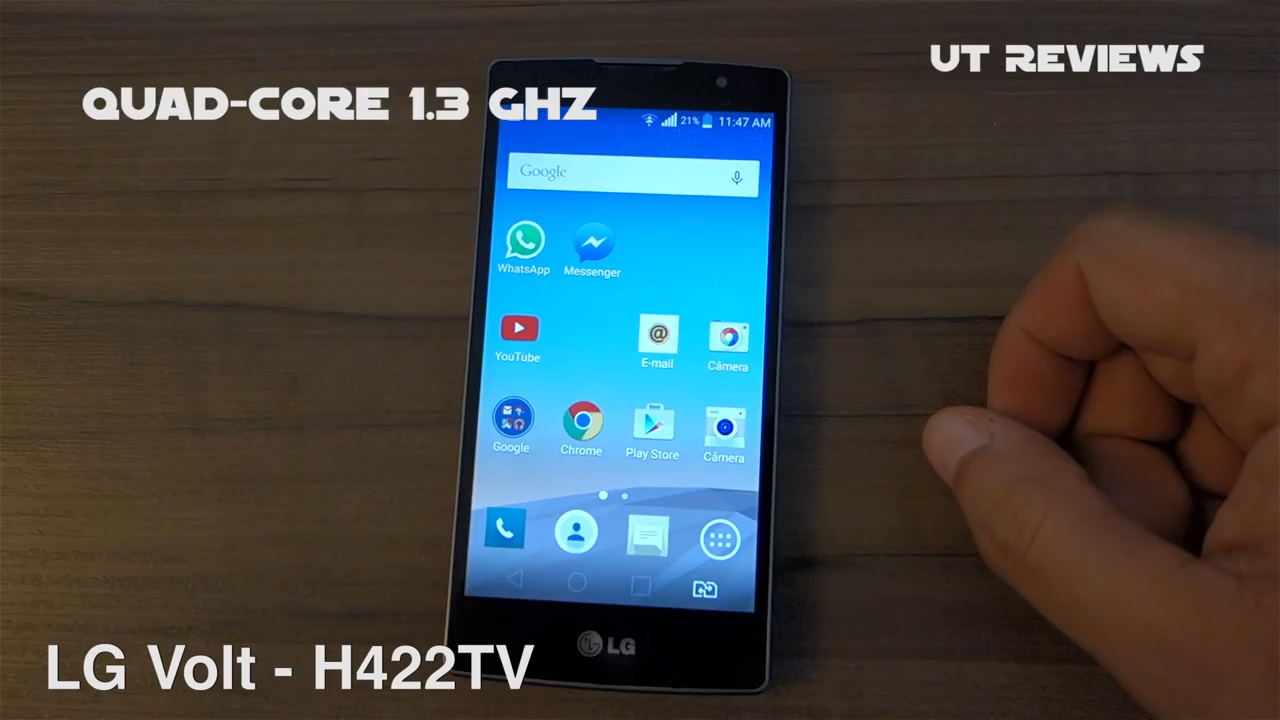 UT REVIEWS
QUAD-CORE 1.3 GHZ
21% 11:47 AM
Google
WhatsApp Messenger
YouTube E-mail Câmera
Google Chrome Play Store Câmera
LG
LG Volt - H422TV